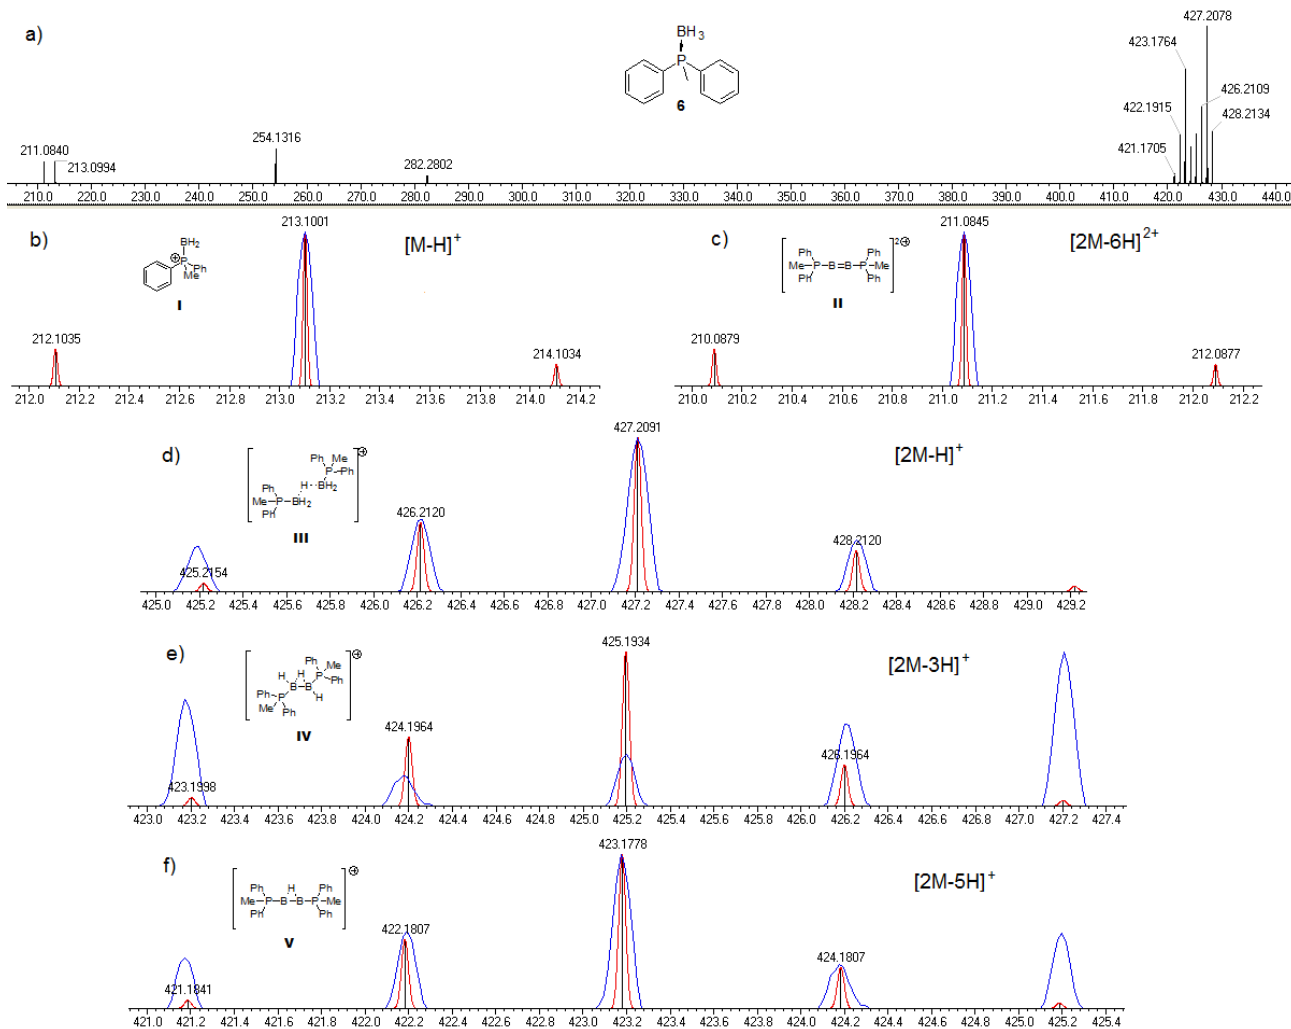 a)
BH3
P
6
427.2078
423.1764
426.2109
422.1915
428.2134
421.1705
254.1316
211.0840
213.0994
282.2802
210.0 220.0 230.0 240.0 250.0 260.0 270.0 280.0 290.0 300.0 310.0 320.0 330.0 340.0 350.0 360.0 370.0 380.0 390.0 400.0 410.0 420.0 430.0 440.0
b)
BH2
⊕
P Ph
Me
I
[M-H]+
213.1001
212.1035
214.1034
212.0 212.2 212.4 212.6 212.8 213.0 213.2 213.4 213.6 213.8 214.0 214.2
c)
2⊕
Ph Ph
Me P B=B P Me
Ph Ph
II
[2M-6H]2+
211.0845
210.0879
212.0877
210.0 210.2 210.4 210.6 210.8 211.0 211.2 211.4 211.6 211.8 212.0 212.2
d)
⊕
Ph Me
P Ph
H BH2
Ph
Me P BH2
Ph
III
[2M-H]+
427.2091
426.2120
428.2120
425.2154
425.0 425.2 425.4 425.6 425.8 426.0 426.2 426.4 426.6 426.8 427.0 427.2 427.4 427.6 427.8 428.0 428.2 428.4 428.6 428.8 429.0 429.2
e)
⊕
Ph Me
H H P Ph
B B
Ph P H
Me Ph
IV
[2M-3H]+
425.1934
424.1964
426.1964
423.1998
423.0 423.2 423.4 423.6 423.8 424.0 424.2 424.4 424.6 424.8 425.0 425.2 425.4 425.6 425.8 426.0 426.2 426.4 426.6 426.8 427.0 427.2 427.4
f)
⊕
Ph H Ph
Me P B B P Me
Ph Ph
V
[2M-5H]+
423.1778
422.1807
424.1807
421.1841
421.0 421.2 421.4 421.6 421.8 422.0 422.2 422.4 422.6 422.8 423.0 423.2 423.4 423.6 423.8 424.0 424.2 424.4 424.6 424.8 425.0 425.2 425.4